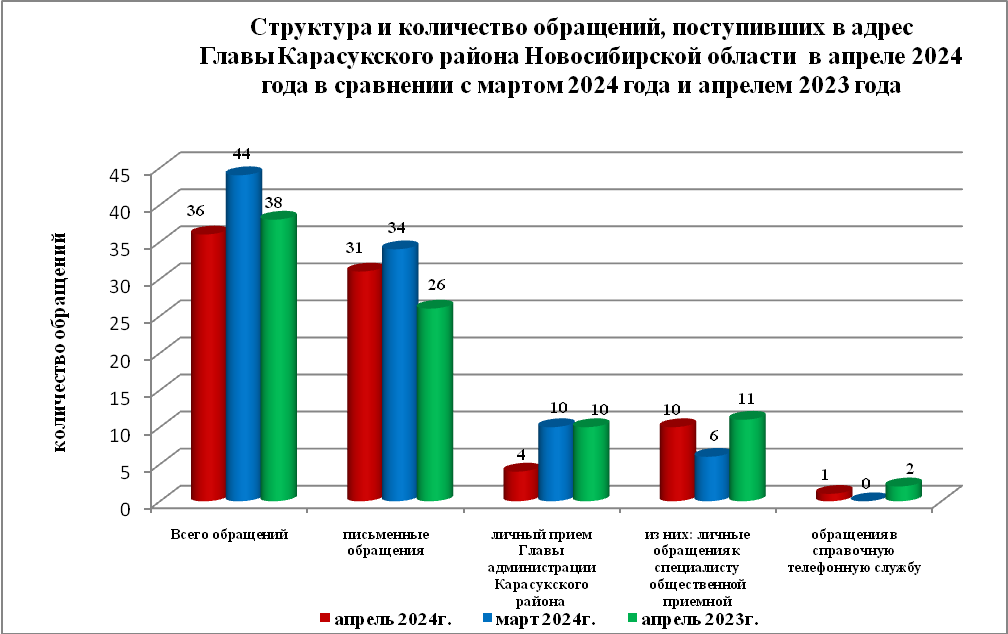 Структура и количество обращений, поступивших в адрес
Главы Карасукского района Новосибирской области в апреле 2024
года в сравнении с мартом 2024 года и апрелем 2023 года
количество обращений
45
40
35
30
25
20
15
10
5
0
36
44
38
31
34
26
4
10
10
10
6
11
1
0
2
Всего обращений
письменные
обращения
личный прием
Главы
администрации
Карасукского
района
из них: личные
обращения к
специалисту
общественной
приемной
обращения в
справочную
телефонную службу
апрель 2024г.
март 2024г.
апрель 2023г.